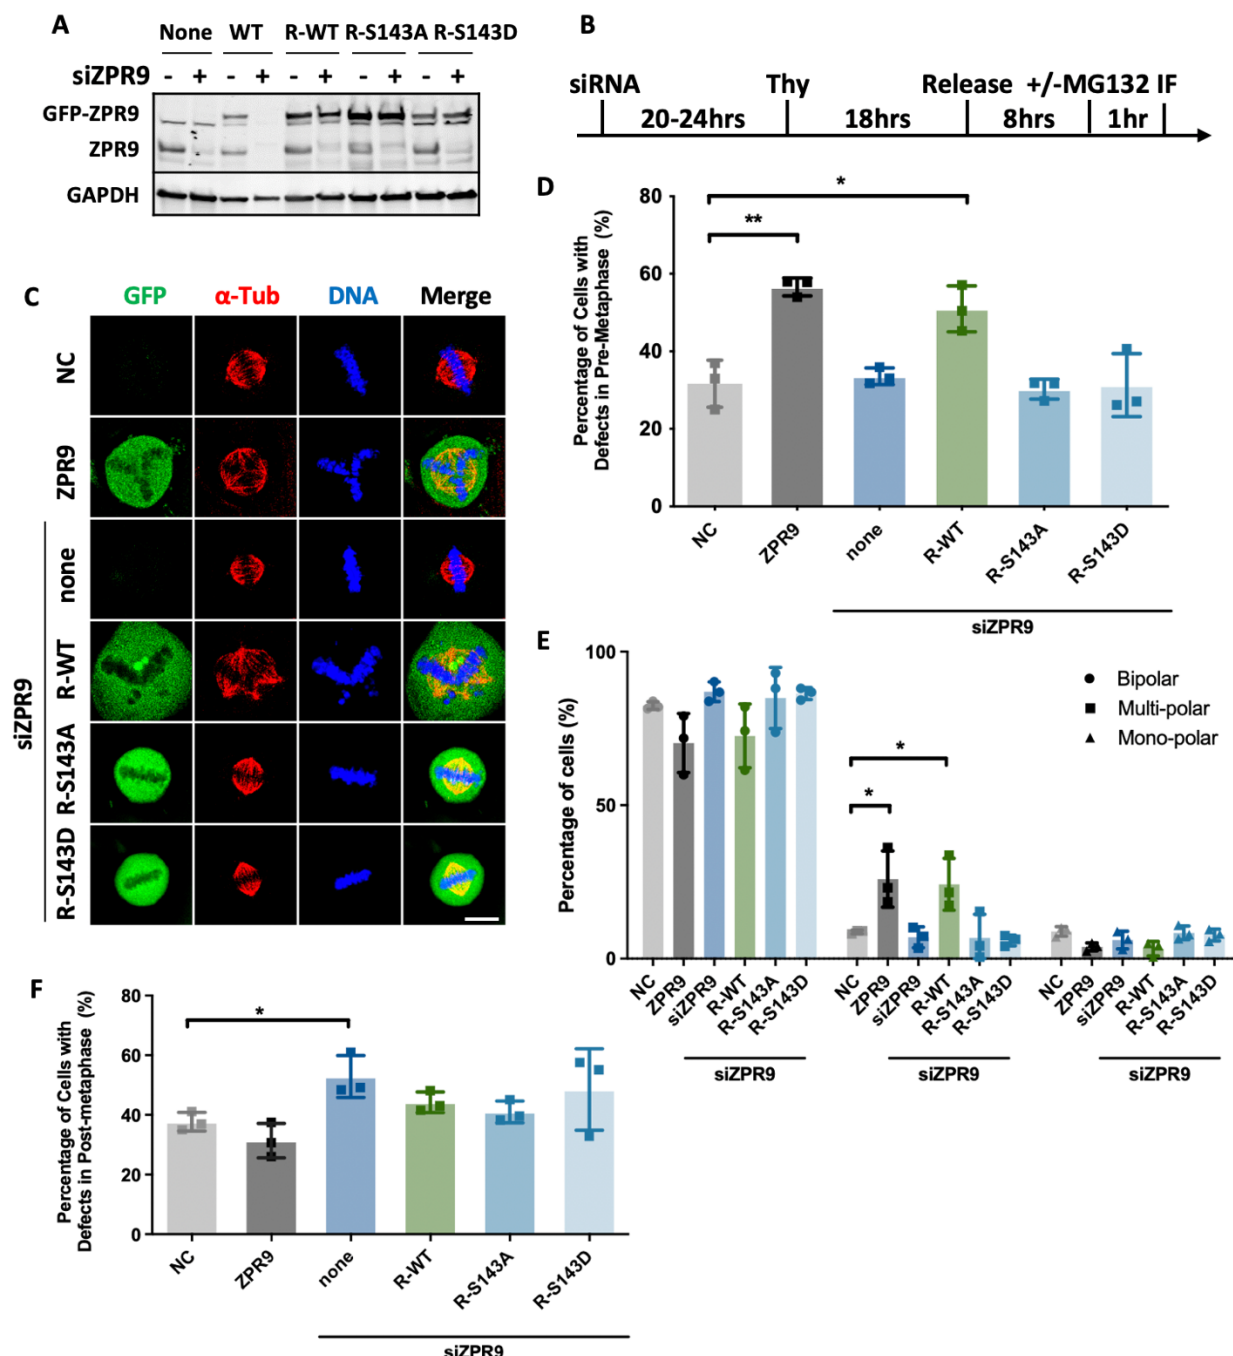 A
None WT R-WT R-S143A R-S143D
siZPR9 - + - + - + - + - +
GFP-ZPR9
ZPR9
GAPDH
B
siRNA Thy Release +/-MG132 IF
20-24hrs 18hrs 8hrs 1hr
C
GFP α-Tub DNA Merge
NC
ZPR9
siZPR9
none
R-WT
R-S143A
R-S143D
D
Percentage of Cells with
Defects in Pre-Metaphase (%)
80
60
40
20
0
*
**
NC ZPR9 none R-WT R-S143A R-S143D
siZPR9
E
Percentage of cells (%)
100
50
0
Bipolar
Multi-polar
Mono-polar
*
*
NC ZPR9 siZPR9 R-WT R-S143A R-S143D NC ZPR9 siZPR9 R-WT R-S143A R-S143D NC ZPR9 siZPR9 R-WT R-S143A R-S143D
siZPR9 siZPR9 siZPR9
F
Percentage of Cells with
Defects in Post-metaphase (%)
80
60
40
20
0
*
NC ZPR9 none R-WT R-S143A R-S143D
siZPR9